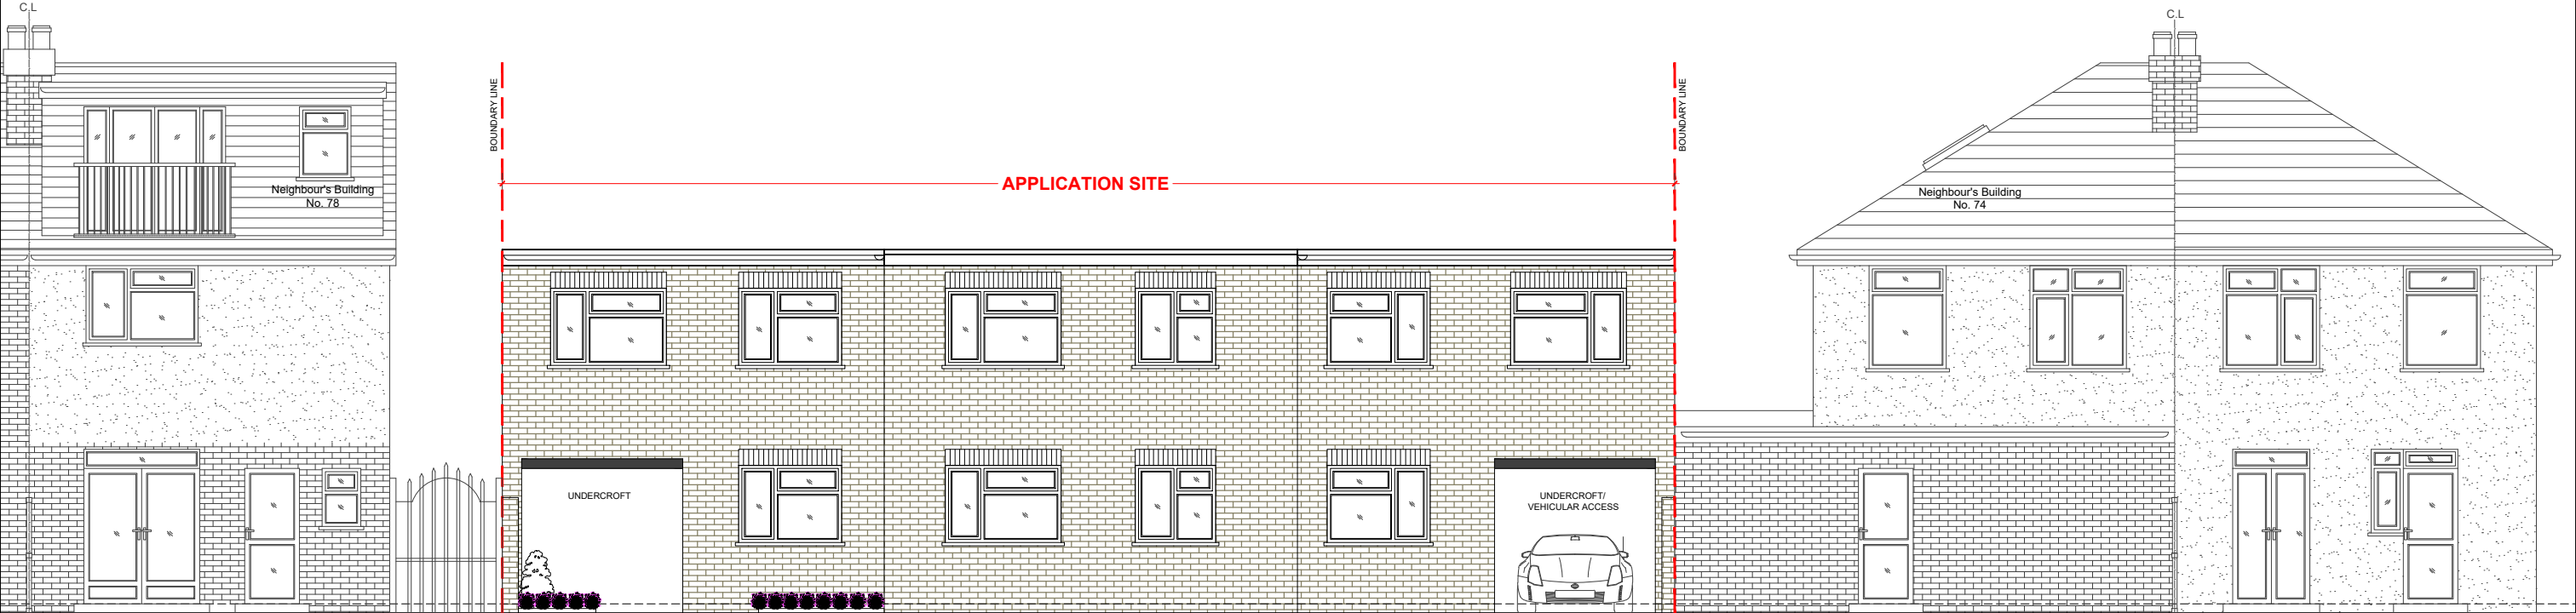 C.L
C.L
BOUNDARY LINE
BOUNDARY LINE
APPLICATION SITE
Neighbour's Building
No. 78
Neighbour's Building
No. 74
UNDERCROFT
UNDERCROFT/
VEHICULAR ACCESS